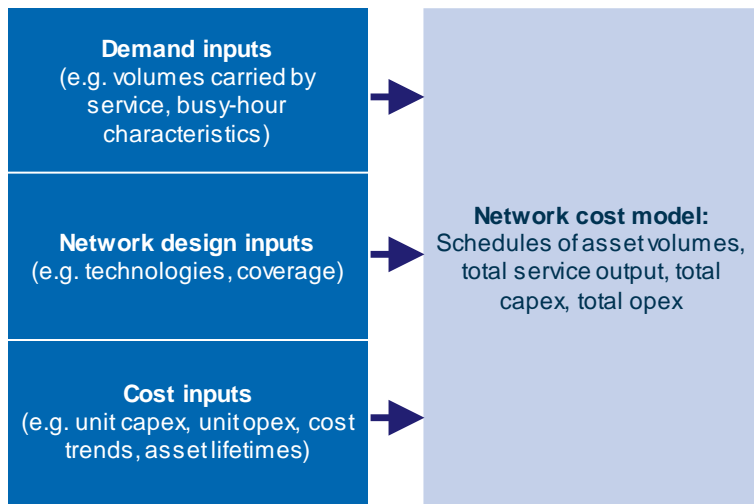 Demand inputs
(e.g. volumes carried by
service, busy-hour
characteristics)
Network design inputs
(e.g. technologies, coverage)
Cost inputs
(e.g. unit capex, unit opex, cost
trends, asset lifetimes)
Network cost model:
Schedules of asset volumes,
total service output, total
capex, total opex